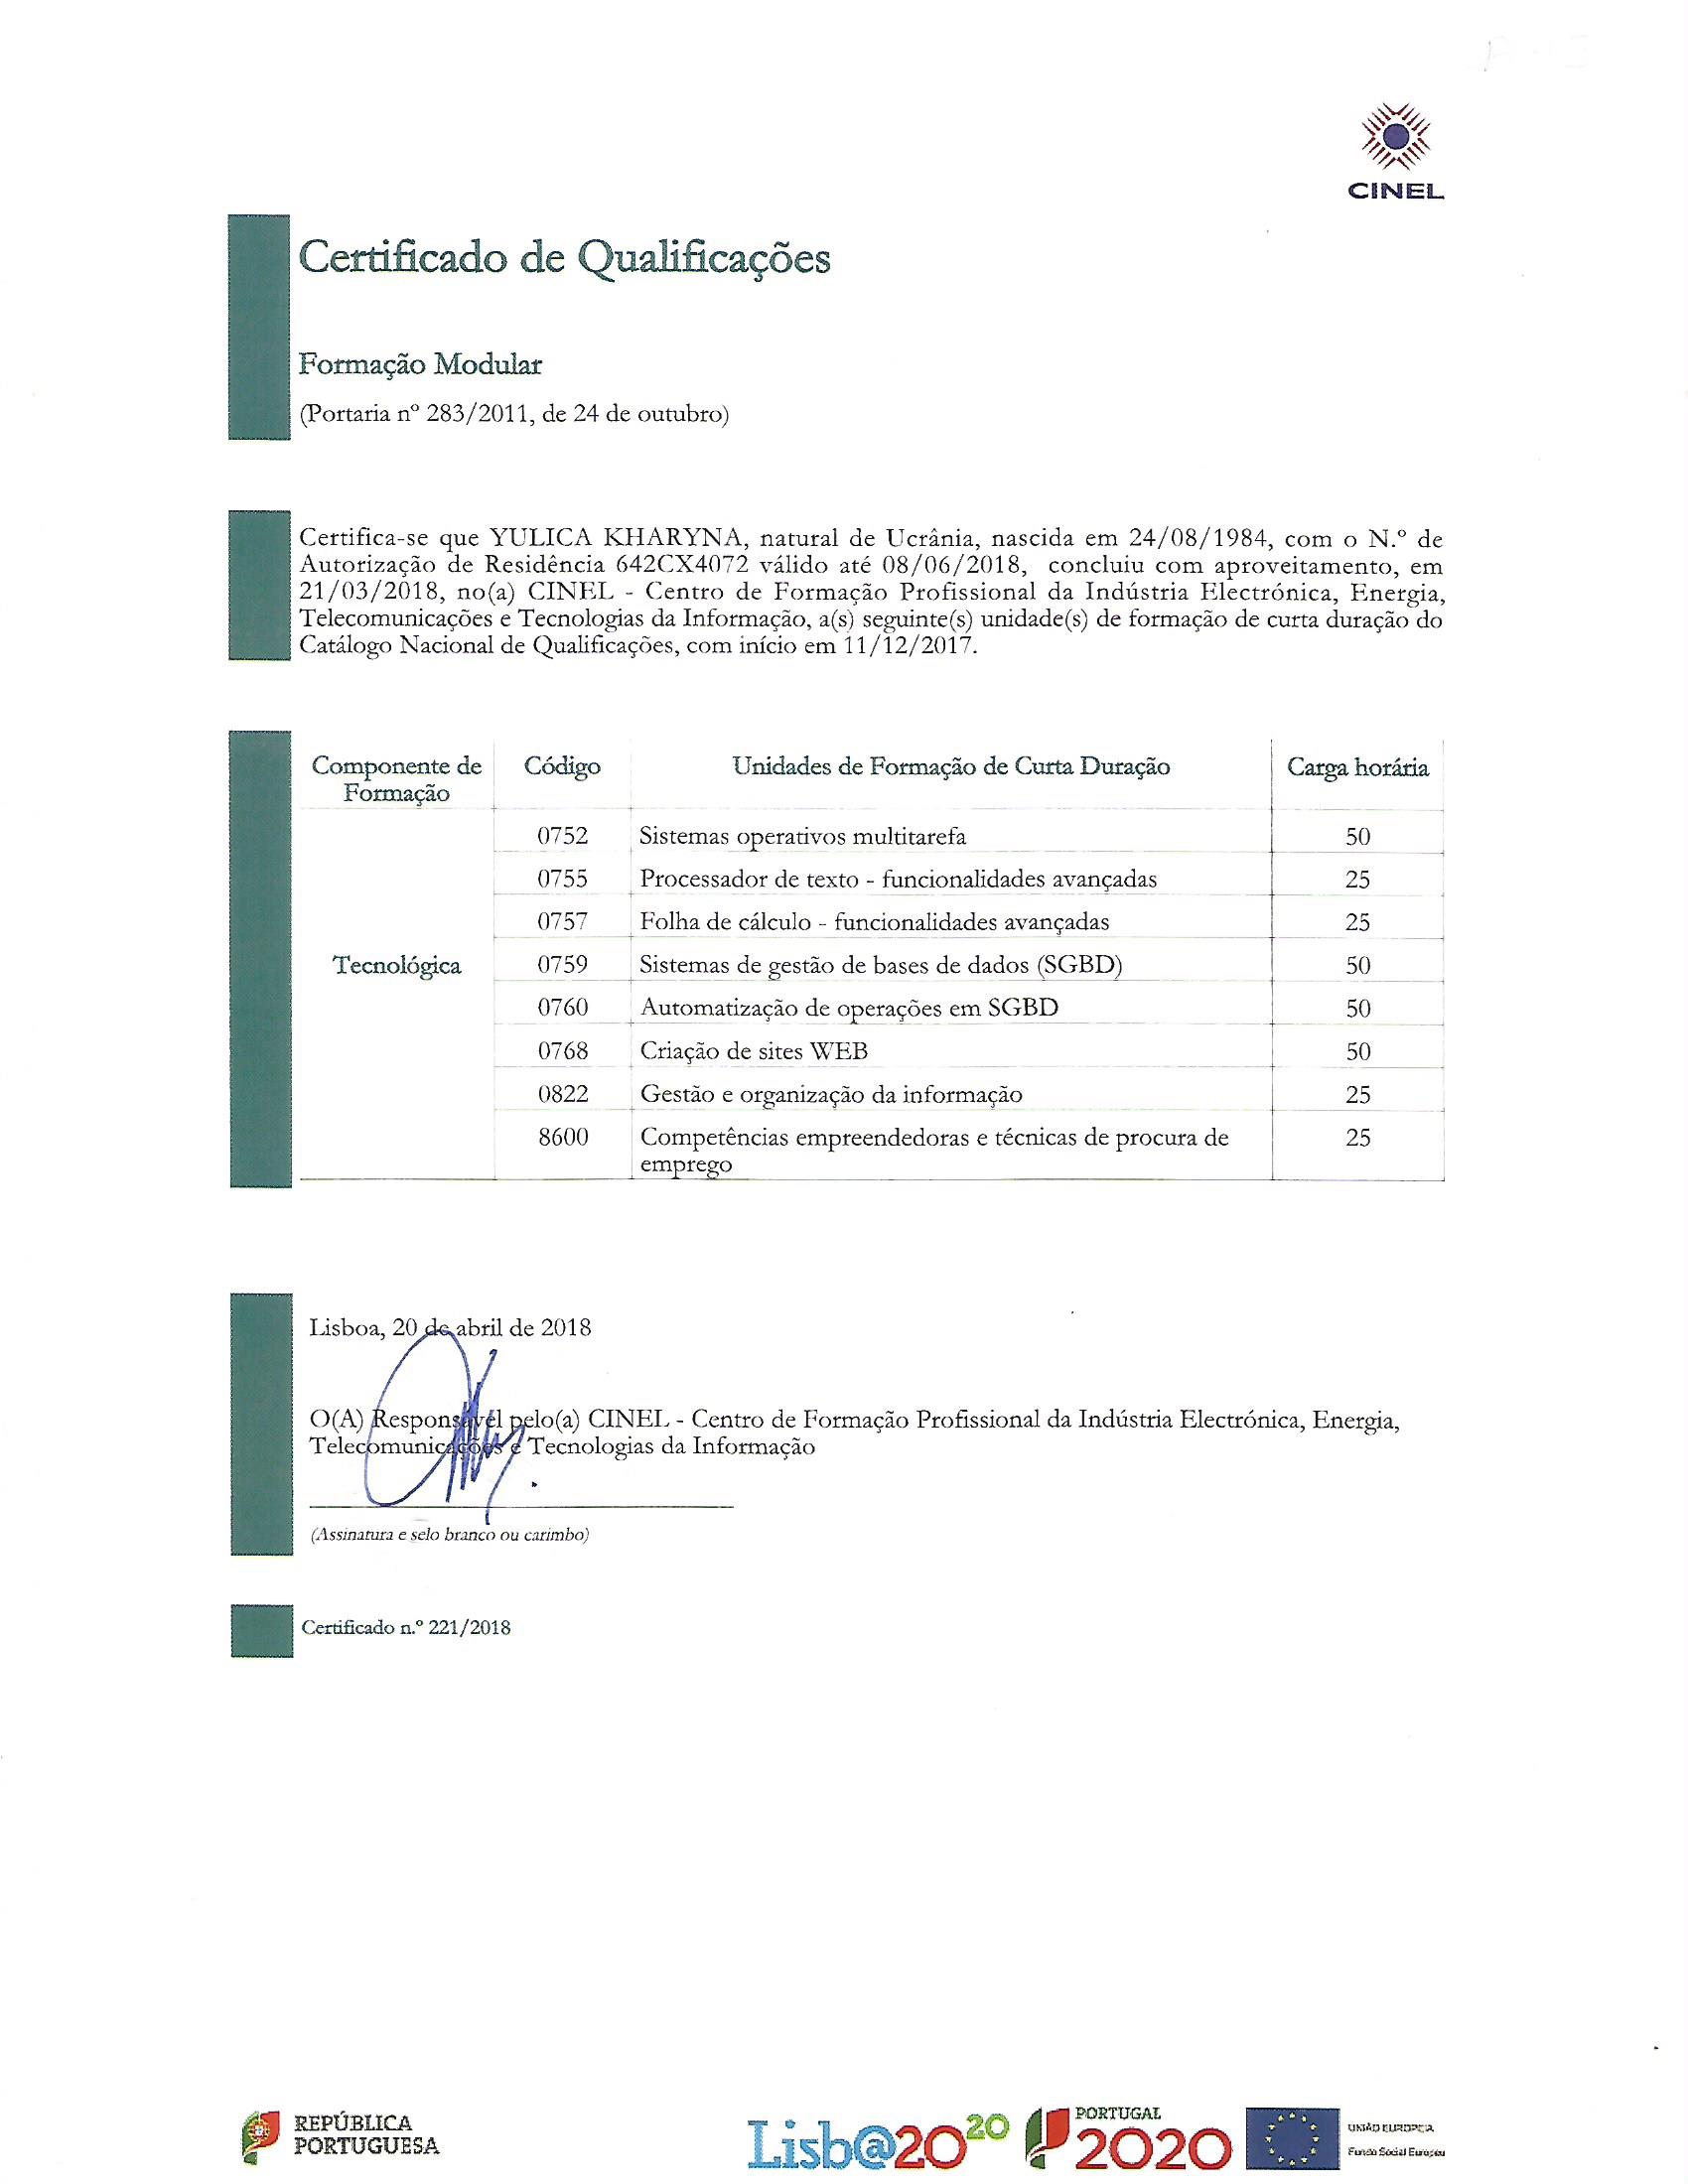 CINEL
Certificado de Qualificações
Formação Modular
(Portaria nº 283/2011, de 24 de outubro)
Certifica-se que YULICA KHARYNA, natural de Ucrânia, nascida em 24/08/1984, com o N.º de
Autorização de Residência 642CX4072 válido até 08/06/2018, concluiu com aproveitamento, em
21/03/2018, no(a) CINEL - Centro de Formação Profissional da Indústria Electrónica, Energia,
Telecomunicações e Tecnologias da Informação, a(s) seguinte(s) unidade(s) de formação de curta duração do
Catálogo Nacional de Qualificações, com início em 11/12/2017.
Componente de Formação Código Unidades de Formação de Curta Duração Carga horária
0752 Sistemas operativos multitarefa 50
0755 Processador de texto - funcionalidades avançadas 25
0757 Folha de cálculo - funcionalidades avançadas 25
Tecnológica 0759 Sistemas de gestão de bases de dados (SGBD) 50
0760 Automatização de operações em SGBD 50
0768 Criação de sites WEB 50
0822 Gestão e organização da informação 25
8600 Competências empreendedoras e técnicas de procura de 25
emprego
Lisboa, 20 de abril de 2018
O(A) Responsável pelo(a) CINEL - Centro de Formação Profissional da Indústria Electrónica, Energia,
Telecomunicações e Tecnologias da Informação
(Assinatura e selo branco ou carimbo)
Certificado n.º 221/2018
REPÚBLICA
PORTUGUESA
Lisb@2020
PORTUGAL
2020
UNIÃO EUROPEIA
Fundo Social Europeu